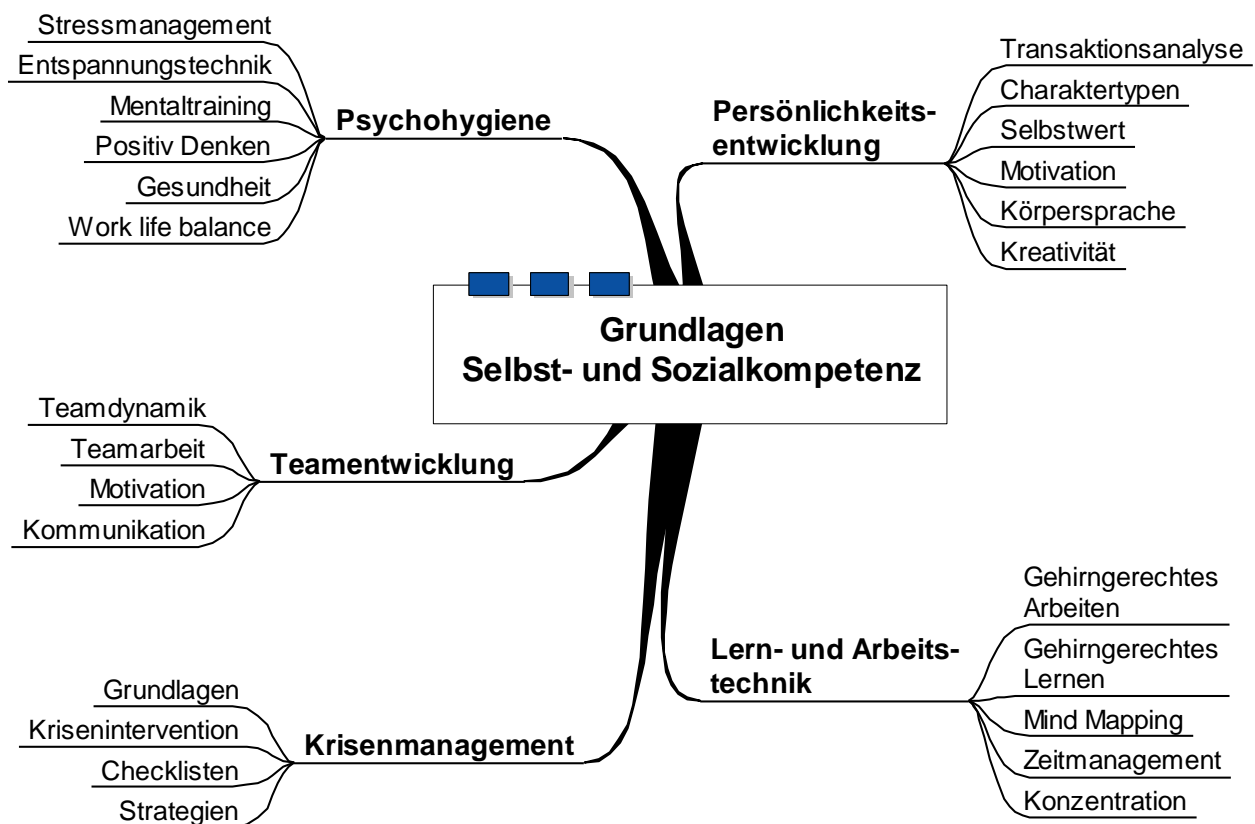 Grundlagen
Selbst- und Sozialkompetenz
Persönlichkeits-
entwicklung
Transaktionsanalyse
Charaktertypen
Selbstwert
Motivation
Körpersprache
Kreativität
Lern- und Arbeits-
technik
Gehirngerechtes
Arbeiten
Gehirngerechtes
Lernen
Mind Mapping
Zeitmanagement
Konzentration
Psychohygiene
Stressmanagement
Entspannungstechnik
Mentaltraining
Positiv Denken
Gesundheit
Work life balance
Teamentwicklung
Teamdynamik
Teamarbeit
Motivation
Kommunikation
Krisenmanagement
Grundlagen
Krisenintervention
Checklisten
Strategien